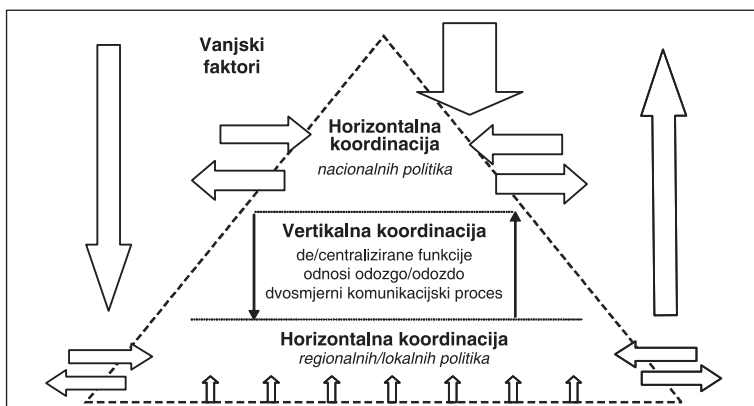 Vanjski
faktori
Horizontalna
koordinacija
nacionalnih politika
Vertikalna koordinacija
de/centralizirane funkcije
odnosi odozgo/odozdo
dvosmjerni komunikacijski proces
Horizontalna koordinacija
regionalnih/lokalnih politika